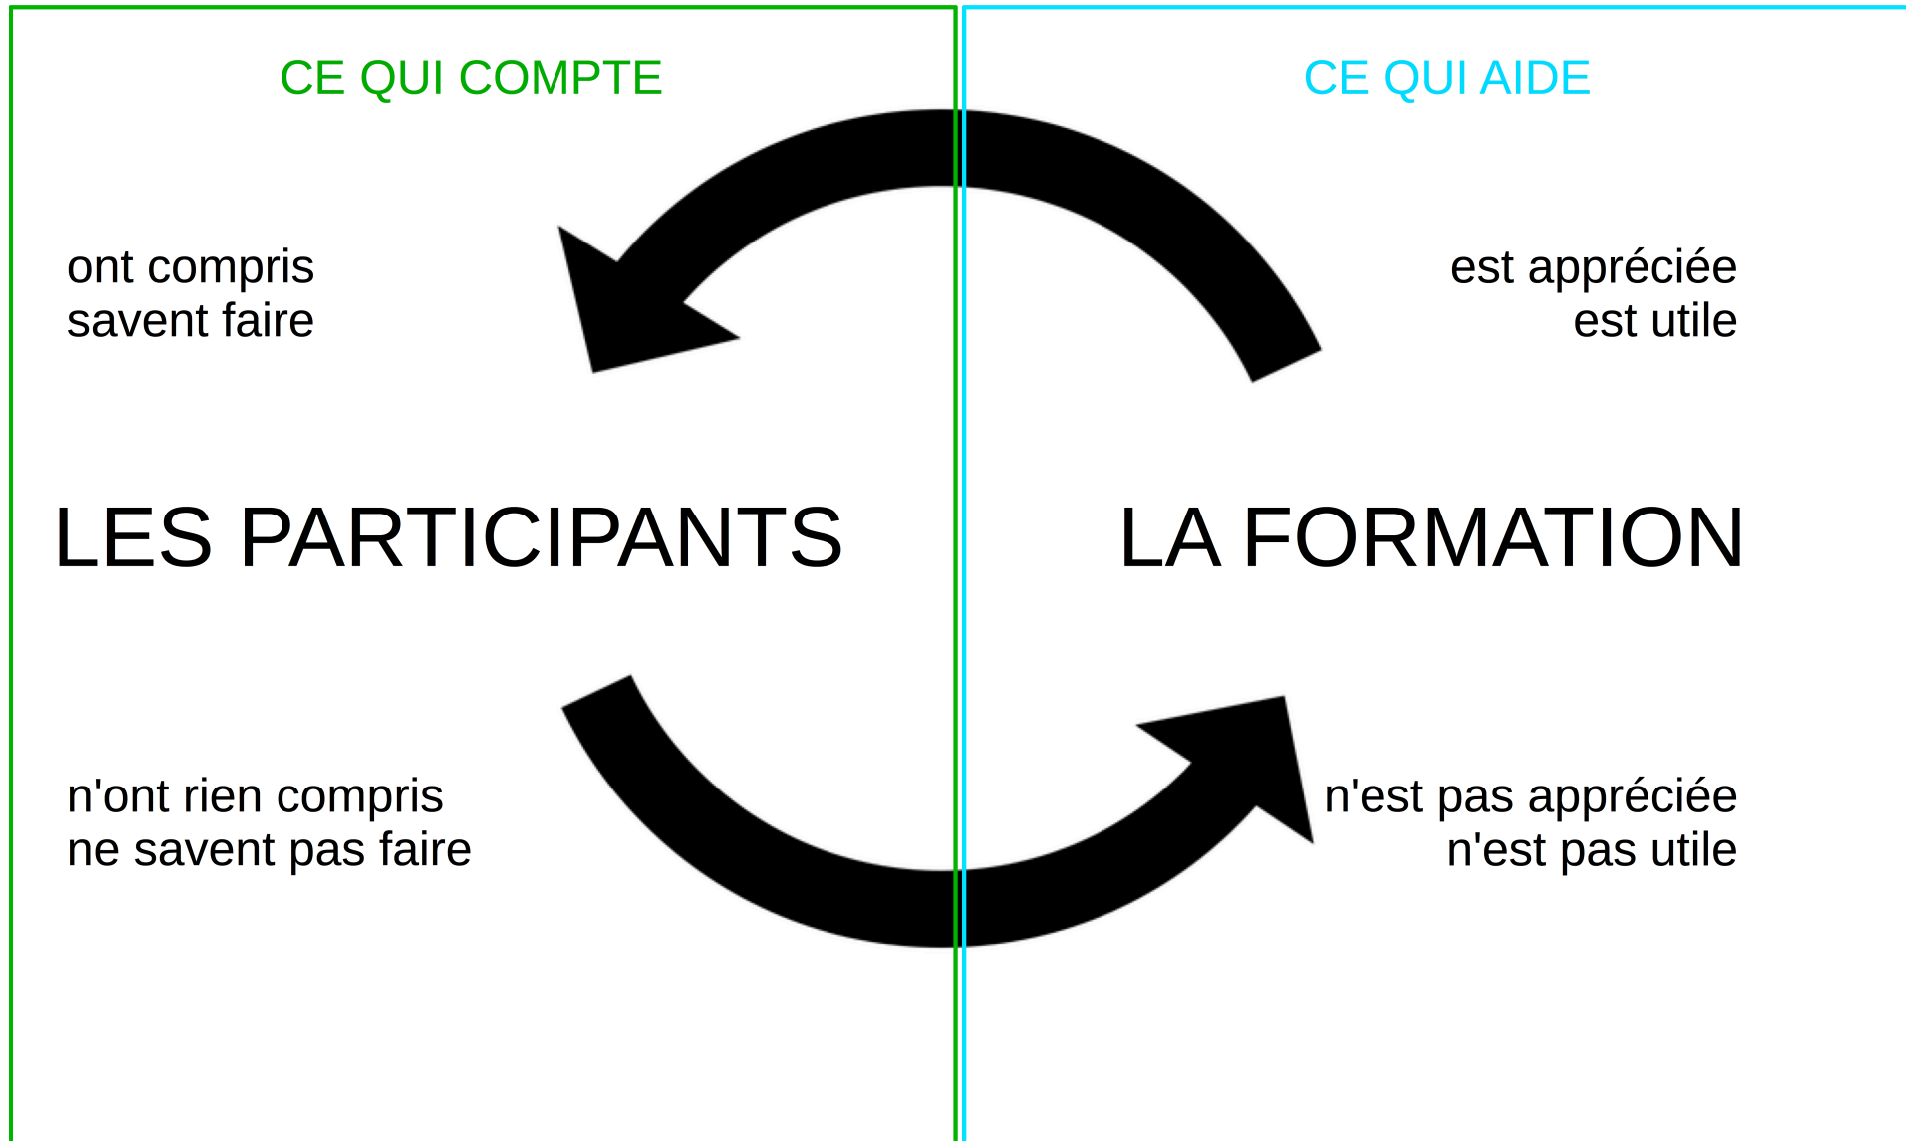 CE QUI COMPTE
ont compris
savent faire
LES PARTICIPANTS
n'ont rien compris
ne savent pas faire
CE QUI AIDE
est appréciée
est utile
LA FORMATION
n'est pas appréciée
n'est pas utile